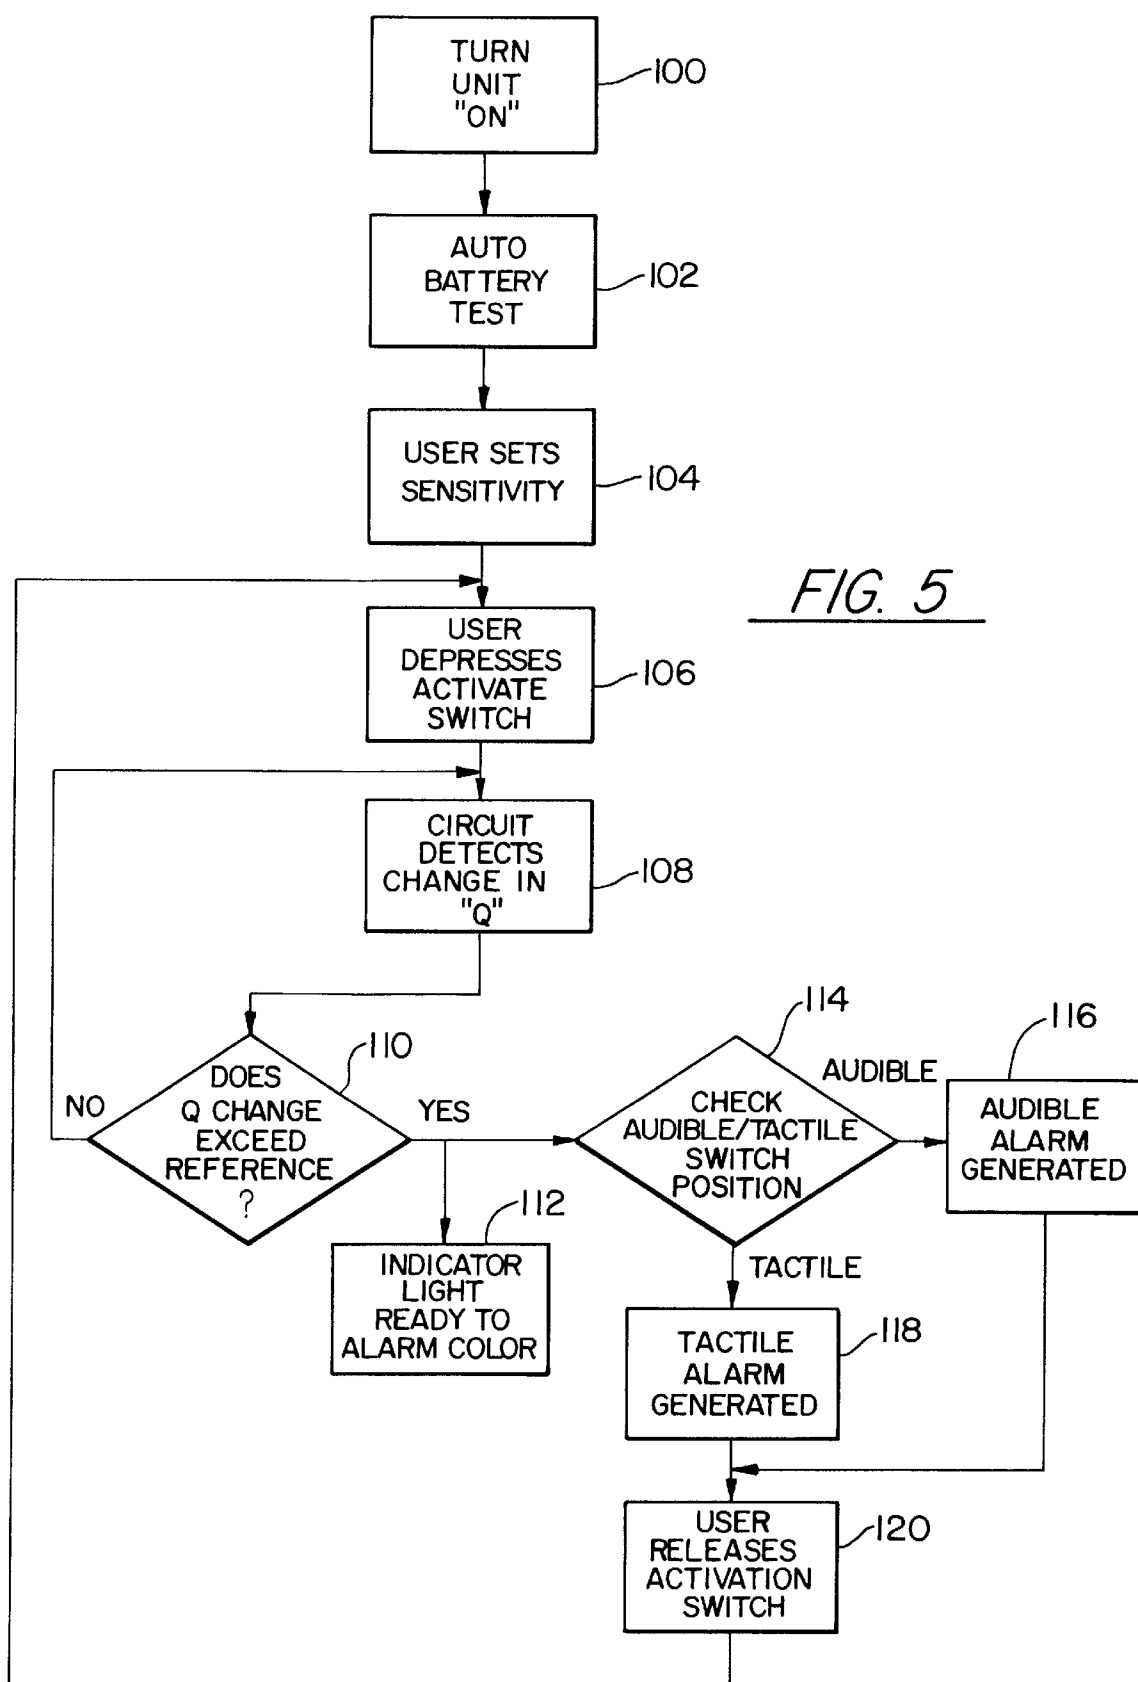 TURN
UNIT
"ON"
100
AUTO
BATTERY
TEST
102
USER SETS
SENSITIVITY
104
FIG. 5
USER
DEPRESSES
ACTIVATE
SWITCH
106
CIRCUIT
DETECTS
CHANGE IN
"Q"
108
DOES
Q CHANGE
EXCEED
REFERENCE
?
110
NO
YES
INDICATOR
LIGHT
READY TO
ALARM COLOR
112
CHECK
AUDIBLE/TACTILE
SWITCH
POSITION
114
AUDIBLE
AUDIBLE
ALARM
GENERATED
116
TACTILE
TACTILE
ALARM
GENERATED
118
USER
RELEASES
ACTIVATION
SWITCH
120